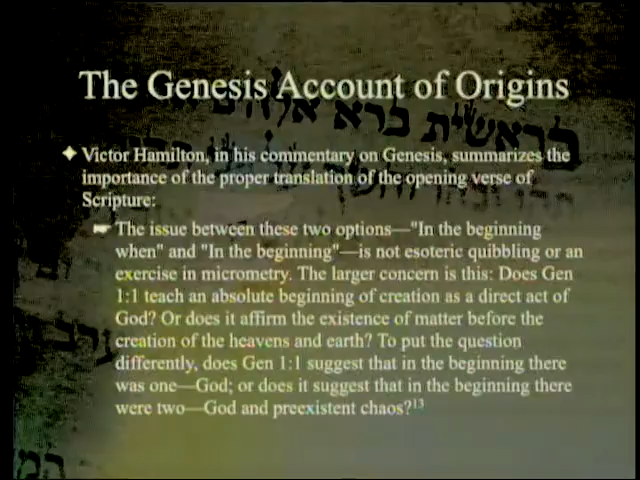 The Genesis Account of Origins
בראשית ברא אלהים
Victor Hamilton, in his commentary on Genesis, summarizes the
importance of the proper translation of the opening verse of
Scripture:
The issue between these two options—"In the beginning
when" and "In the beginning"—is not esoteric quibbling or an
exercise in micrometry. The larger concern is this: Does Gen
1:1 teach an absolute beginning of creation as a direct act of
God? Or does it affirm the existence of matter before the
creation of the heavens and earth? To put the question
differently, does Gen 1:1 suggest that in the beginning there
was one—God; or does it suggest that in the beginning there
were two—God and preexistent chaos?13